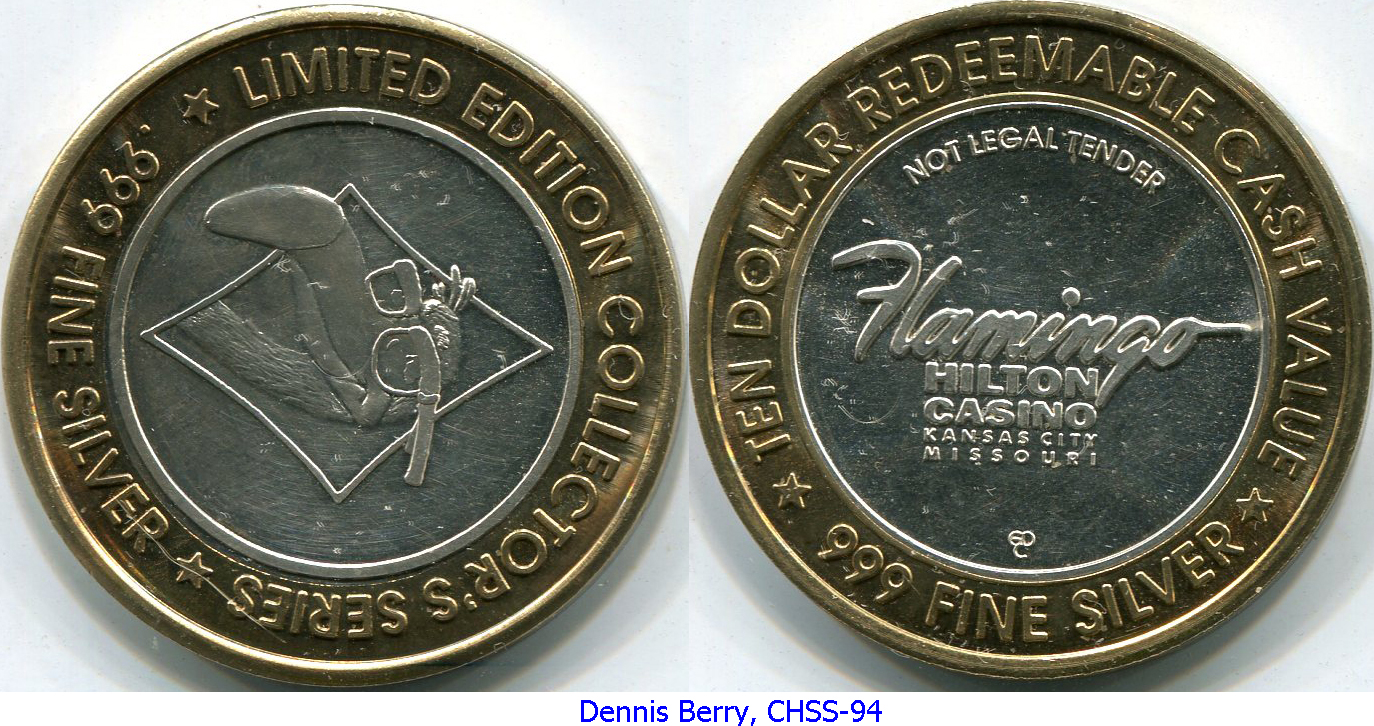 ★ LIMITED EDITION COLLECTOR'S SERIES ★ .999 FINE SILVER
TEN DOLLAR REDEEMABLE CASH VALUE
NOT LEGAL TENDER
Flamingo
HILTON
CASINO
KANSAS CITY
MISSOURI
GDC
★ 999 FINE SILVER ★
Dennis Berry, CHSS-94